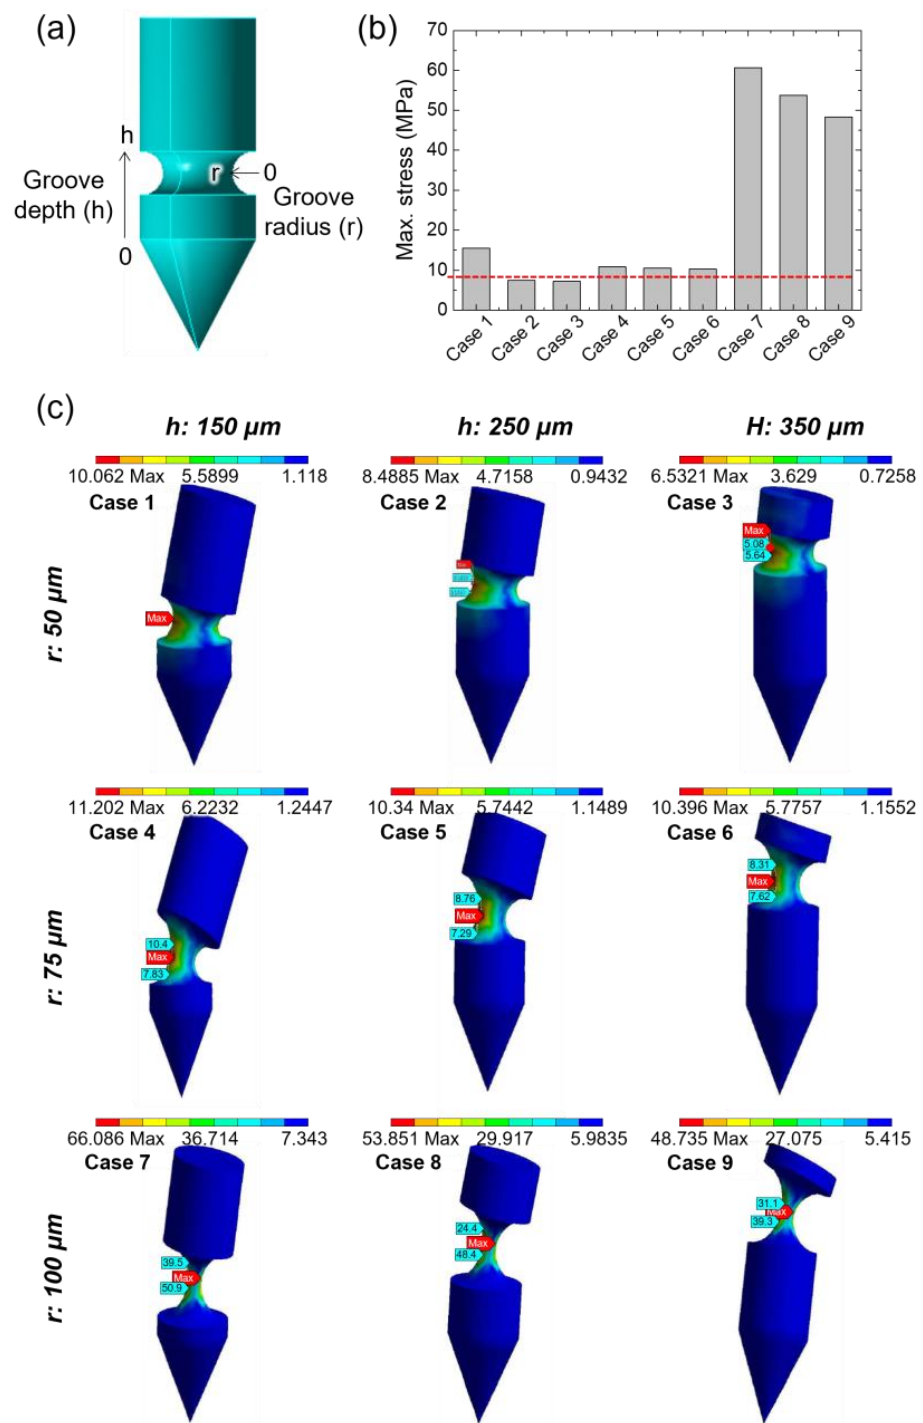 (a)
h
r
0
Groove
depth (h)
Groove
radius (r)
0
(b)
Max. stress (MPa)
70
60
50
40
30
20
10
0
Case 1
Case 2
Case 3
Case 4
Case 5
Case 6
Case 7
Case 8
Case 9
(c)
h: 150 μm
h: 250 μm
H: 350 μm
r: 50 μm
10.062 Max 5.5899 1.118
Case 1
Max
8.4885 Max 4.7158 0.9432
Case 2
6.5321 Max 3.629 0.7258
Case 3
Max
5.08
5.64
r: 75 μm
11.202 Max 6.2232 1.2447
Case 4
10.4
Max
7.83
10.34 Max 5.7442 1.1489
Case 5
8.76
Max
7.29
10.396 Max 5.7757 1.1552
Case 6
8.31
Max
7.62
r: 100 μm
66.086 Max 36.714 7.343
Case 7
39.5
Max
50.9
53.851 Max 29.917 5.9835
Case 8
24.4
Max
48.4
48.735 Max 27.075 5.415
Case 9
31.1
Max
39.3